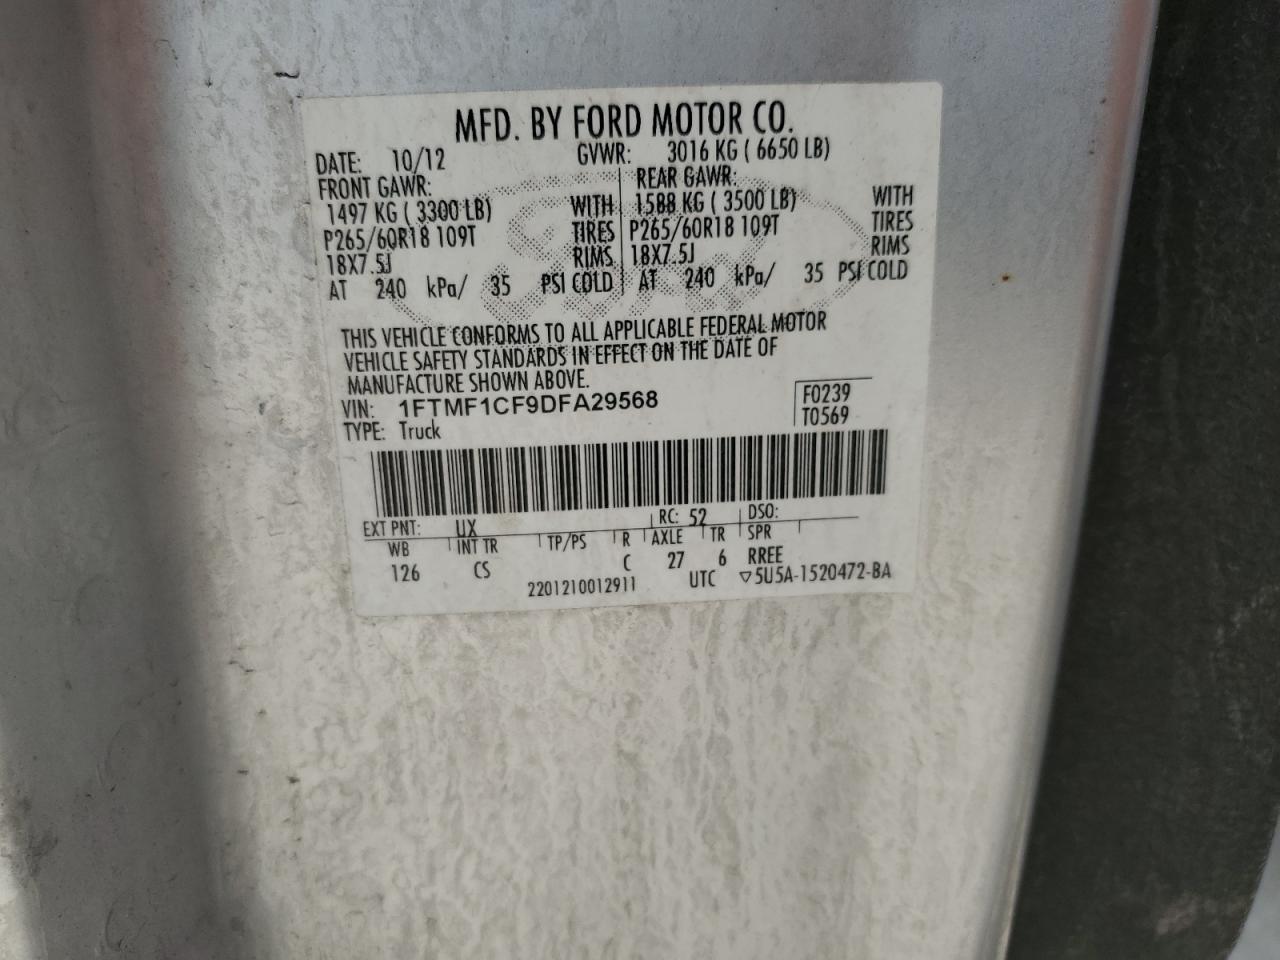 MFD. BY FORD MOTOR CO.
DATE: 10/12 GVWR: 3016 KG ( 6650 LB)
FRONT GAWR: REAR GAWR:
1497 KG ( 3300 LB) WITH 1588 KG ( 3500 LB) WITH
P265/60R18 109T TIRES P265/60R18 109T TIRES
18X7.5J RIMS 18X7.5J RIMS
AT 240 kPa/ 35 PSI COLD AT 240 kPa/ 35 PSI COLD
THIS VEHICLE CONFORMS TO ALL APPLICABLE FEDERAL MOTOR
VEHICLE SAFETY STANDARDS IN EFFECT ON THE DATE OF
MANUFACTURE SHOWN ABOVE.
VIN: 1FTMF1CF9DFA29568 F0239
TYPE: Truck T0569
EXT PNT: UX RC: 52 DSO:
WB INT TR TP/PS R AXLE TR SPR
126 CS C 27 6 RREE
2201210012911 UTC ▽5U5A-1520472-BA